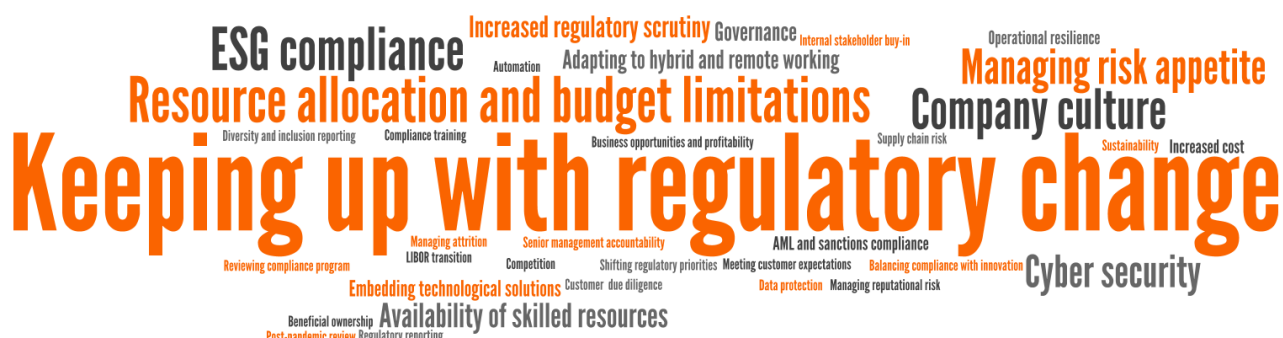 Increased regulatory scrutiny
Governance
Internal stakeholder buy-in
Operational resilience
ESG compliance
Automation
Adapting to hybrid and remote working
Managing risk appetite
Resource allocation and budget limitations
Company culture
Diversity and inclusion reporting
Compliance training
Business opportunities and profitability
Supply chain risk
Sustainability
Increased cost
Keeping up with regulatory change
Managing attrition
Senior management accountability
AML and sanctions compliance
LIBOR transition
Reviewing compliance program
Competition
Shifting regulatory priorities
Meeting customer expectations
Balancing compliance with innovation
Cyber security
Embedding technological solutions
Customer due diligence
Data protection
Managing reputational risk
Beneficial ownership
Availability of skilled resources
Post-pandemic review
Regulatory reporting